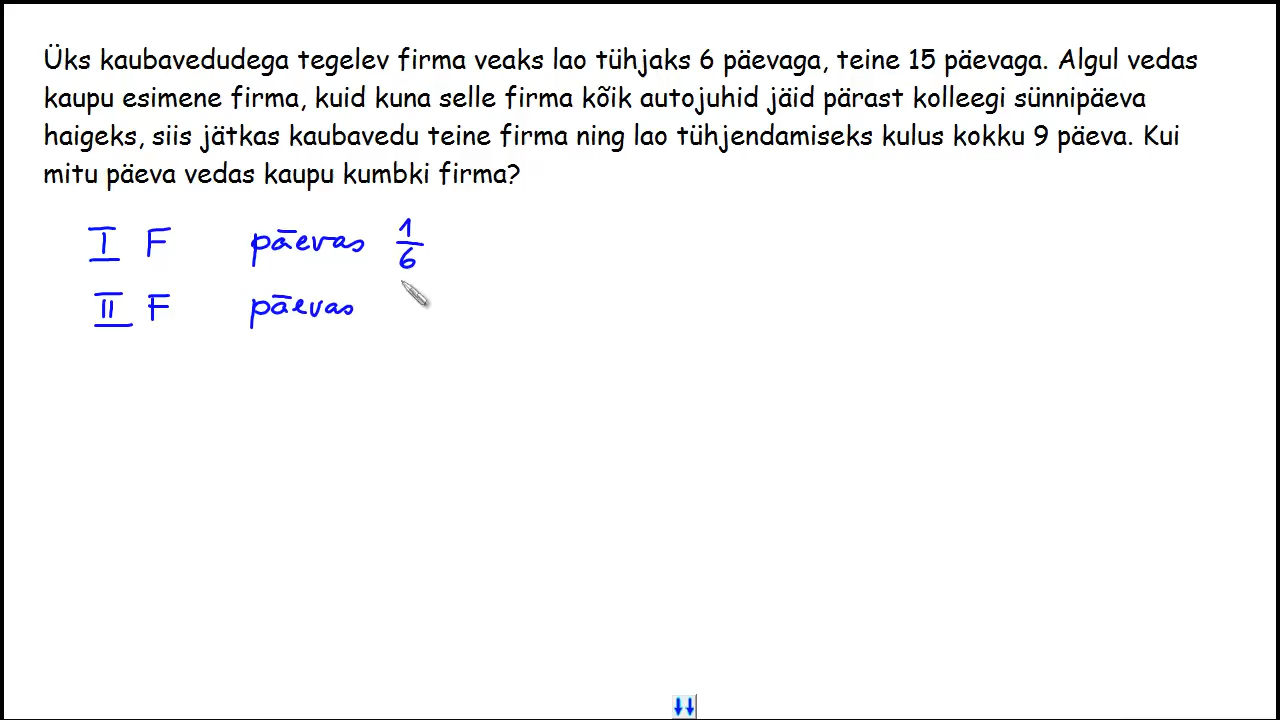 Üks kaubavedudega tegelev firma veaks lao tühjaks 6 päevaga, teine 15 päevaga. Algul vedas
kaupu esimene firma, kuid kuna selle firma kõik autojuhid jäid pärast kolleegi sünnipäeva
haigeks, siis jätkas kaubavedu teine firma ning lao tühjendamiseks kulus kokku 9 päeva. Kui
mitu päeva vedas kaupu kumbki firma?
I F päevas 1/6
II F päevas